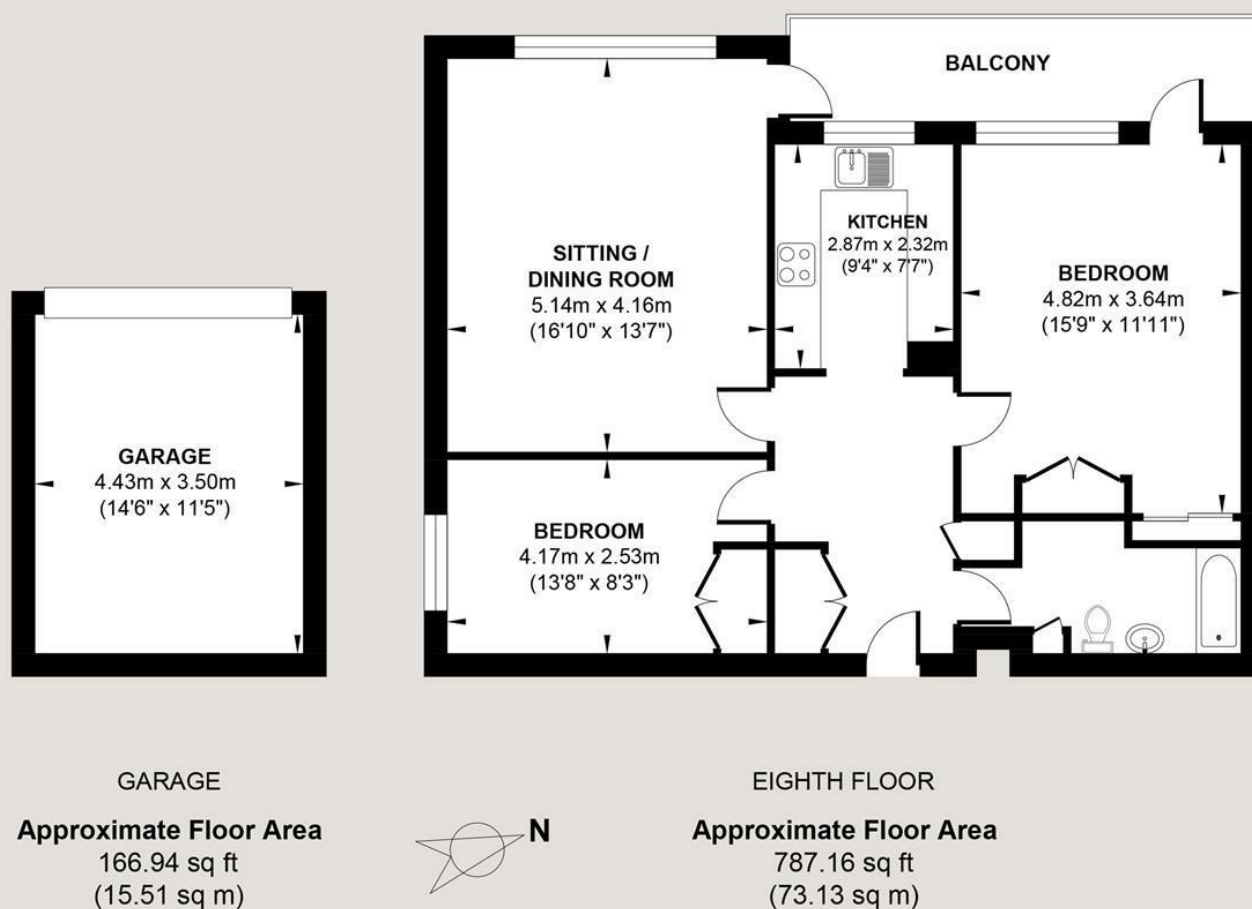 BALCONY
SITTING /
DINING ROOM
5.14m x 4.16m
(16'10" x 13'7")
KITCHEN
2.87m x 2.32m
(9'4" x 7'7")
BEDROOM
4.82m x 3.64m
(15'9" x 11'11")
GARAGE
4.43m x 3.50m
(14'6" x 11'5")
BEDROOM
4.17m x 2.53m
(13'8" x 8'3")
GARAGE
Approximate Floor Area
166.94 sq ft
(15.51 sq m)
N
EIGHTH FLOOR
Approximate Floor Area
787.16 sq ft
(73.13 sq m)